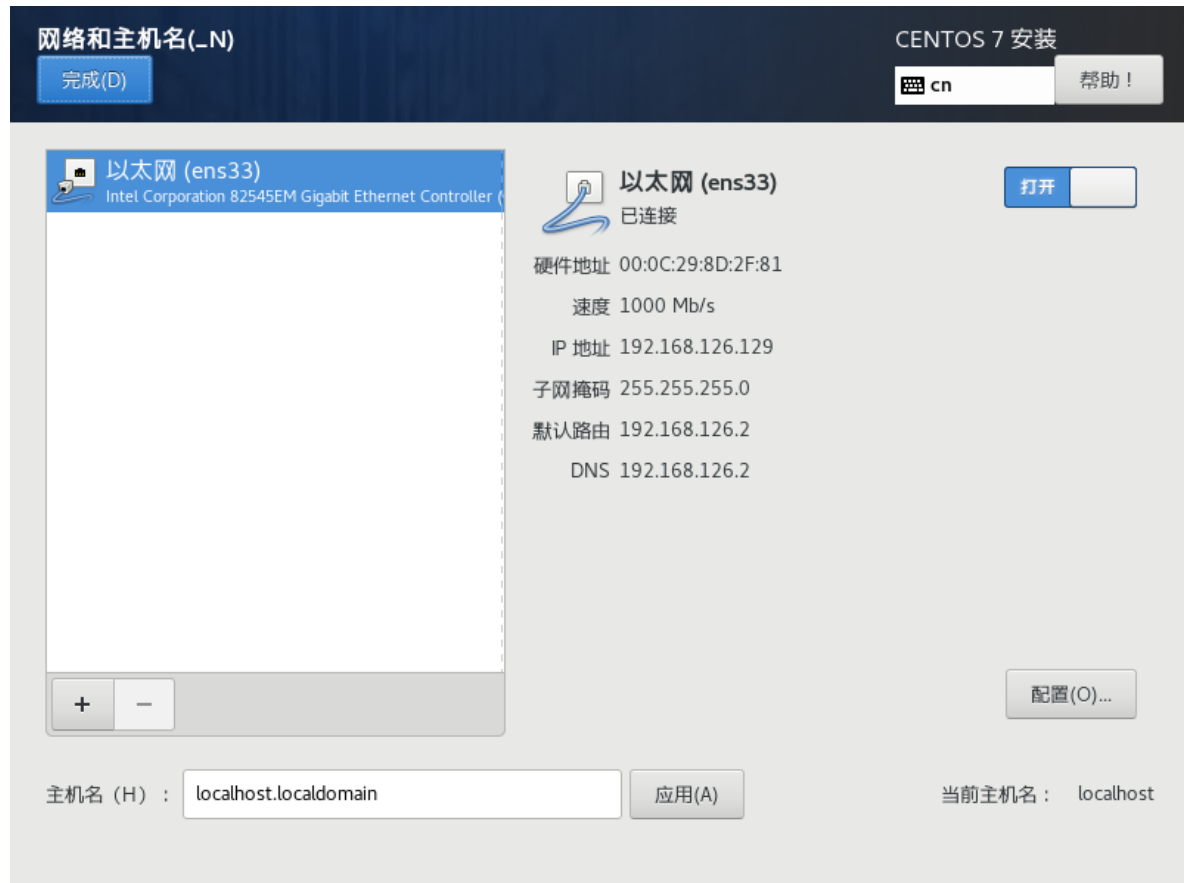 网络和主机名(_N)
CENTOS 7 安装
完成(D)
cn
帮助！
以太网 (ens33)
Intel Corporation 82545EM Gigabit Ethernet Controller (
以太网 (ens33)
已连接
打开
硬件地址 00:0C:29:8D:2F:81
速度 1000 Mb/s
IP 地址 192.168.126.129
子网掩码 255.255.255.0
默认路由 192.168.126.2
DNS 192.168.126.2
+ −
配置(O)...
主机名（H）： localhost.localdomain 应用(A) 当前主机名： localhost